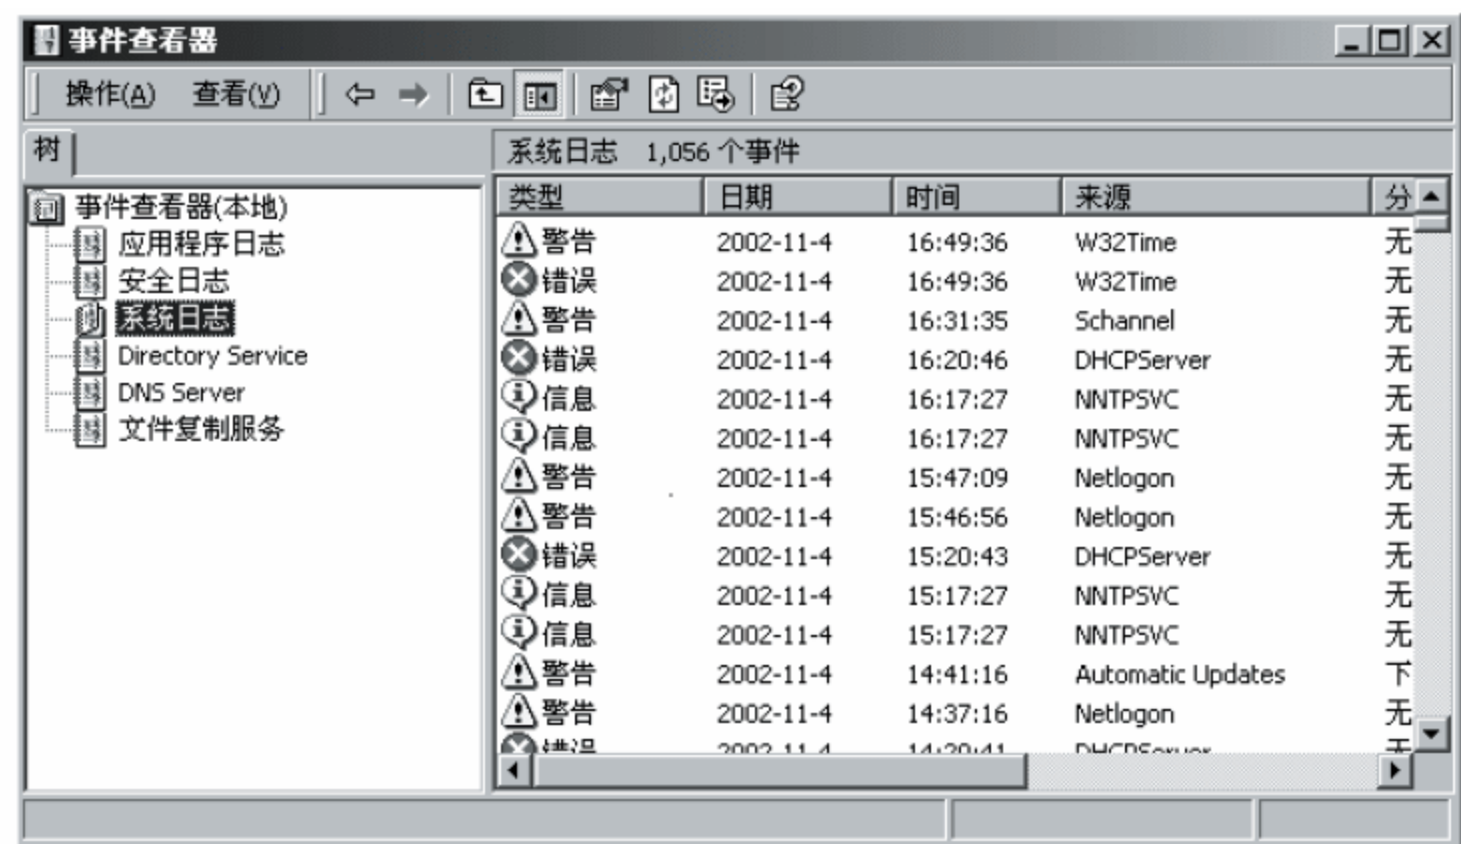 事件查看器
操作(A) 查看(V)
树
系统日志 1,056 个事件
事件查看器(本地)
应用程序日志
安全日志
系统日志
Directory Service
DNS Server
文件复制服务
类型 日期 时间 来源 分
警告 2002-11-4 16:49:36 W32Time 无
错误 2002-11-4 16:49:36 W32Time 无
警告 2002-11-4 16:31:35 Schannel 无
错误 2002-11-4 16:20:46 DHCPServer 无
信息 2002-11-4 16:17:27 NNTPSVC 无
信息 2002-11-4 16:17:27 NNTPSVC 无
警告 2002-11-4 15:47:09 Netlogon 无
警告 2002-11-4 15:46:56 Netlogon 无
错误 2002-11-4 15:20:43 DHCPServer 无
信息 2002-11-4 15:17:27 NNTPSVC 无
信息 2002-11-4 15:17:27 NNTPSVC 无
警告 2002-11-4 14:41:16 Automatic Updates 下
警告 2002-11-4 14:37:16 Netlogon 无
错误 2002-11-4 14:20:41 DHCPServer 无